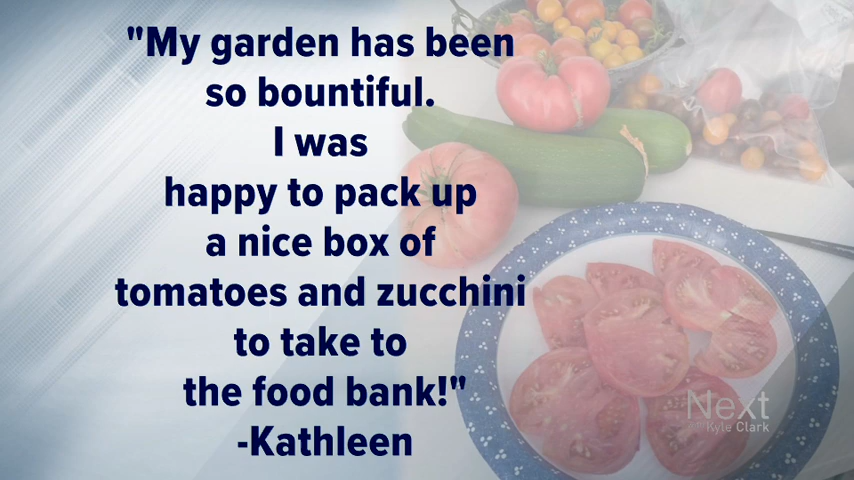 "My garden has been
so bountiful.
I was
happy to pack up
a nice box of
tomatoes and zucchini
to take to
the food bank!"
-Kathleen
Next
Kyle Clark